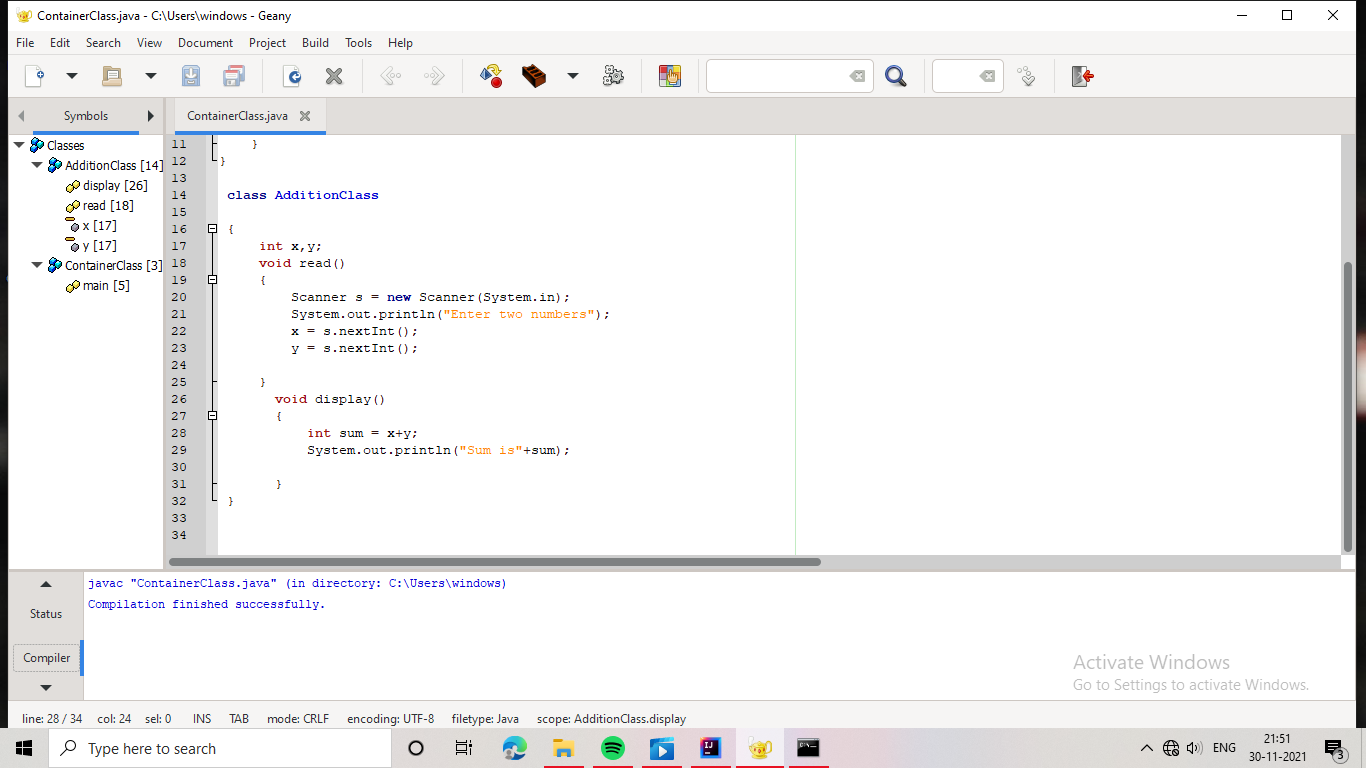 ContainerClass.java - C:\Users\windows - Geany
File Edit Search View Document Project Build Tools Help
Symbols
ContainerClass.java
Classes
AdditionClass [14]
display [26]
read [18]
x [17]
y [17]
ContainerClass [3]
main [5]
11 }
12 }
13
14 class AdditionClass
15
16 {
17 int x,y;
18 void read()
19 {
20 Scanner s = new Scanner(System.in);
21 System.out.println("Enter two numbers");
22 x = s.nextInt();
23 y = s.nextInt();
24
25 }
26 void display()
27 {
28 int sum = x+y;
29 System.out.println("Sum is"+sum);
30
31 }
32 }
33
34
Status
Compiler
javac "ContainerClass.java" (in directory: C:\Users\windows)
Compilation finished successfully.
Activate Windows
Go to Settings to activate Windows.
line: 28 / 34 col: 24 sel: 0 INS TAB mode: CRLF encoding: UTF-8 filetype: Java scope: AdditionClass.display
Type here to search
ENG
21:51
30-11-2021
3